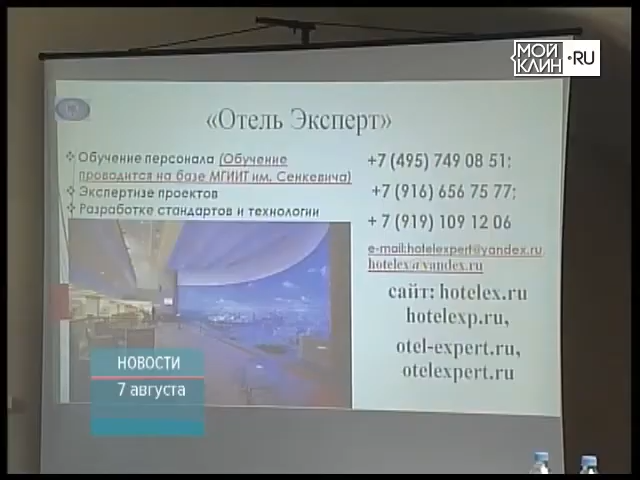 МОЙ
КЛИН .RU
«Отель Эксперт»
❖ Обучение персонала (Обучение
проводится на базе МГИИТ им. Сенкевича)
❖ Экспертизе проектов
❖ Разработке стандартов и технологии
+7 (495) 749 08 51;
+7 (916) 656 75 77;
+ 7 (919) 109 12 06
e-mail:hotelexpert@yandex.ru
hotelex@yandex.ru
сайт: hotelex.ru
hotelexp.ru,
otel-expert.ru,
otelexpert.ru
НОВОСТИ
7 августа